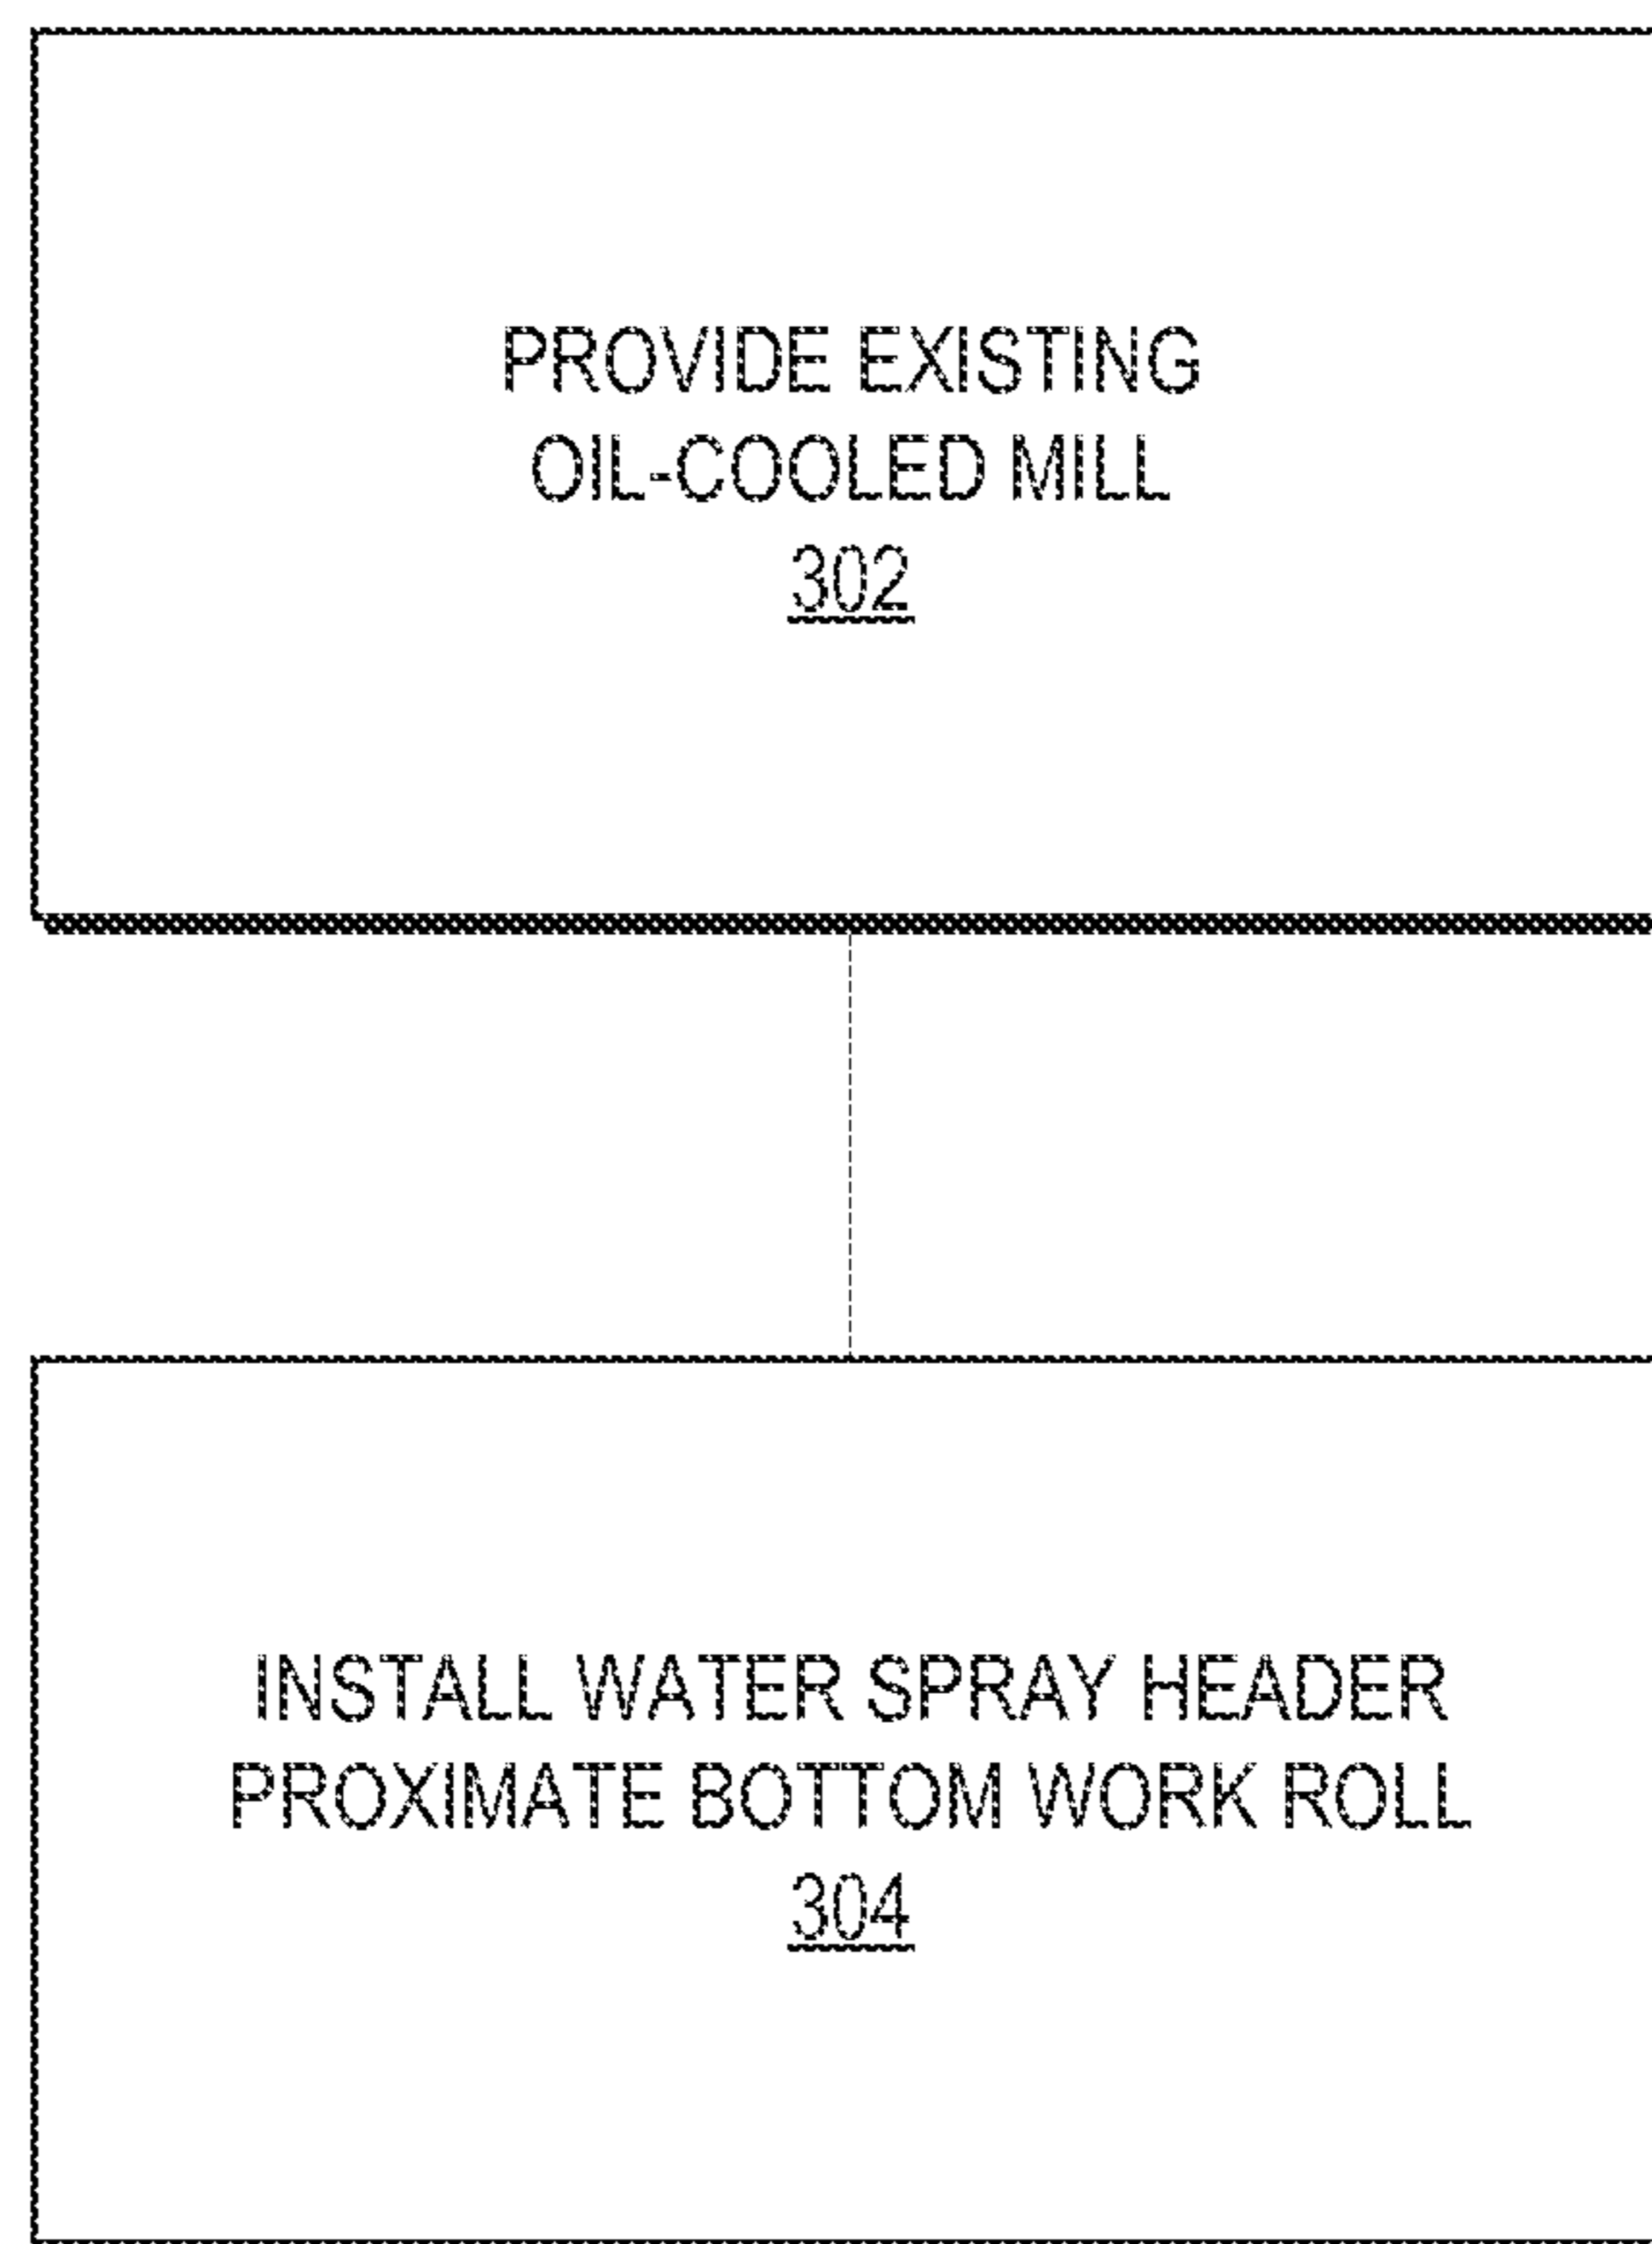 PROVIDE EXISTING
OIL-COOLED MILL
302
INSTALL WATER SPRAY HEADER
PROXIMATE BOTTOM WORK ROLL
304